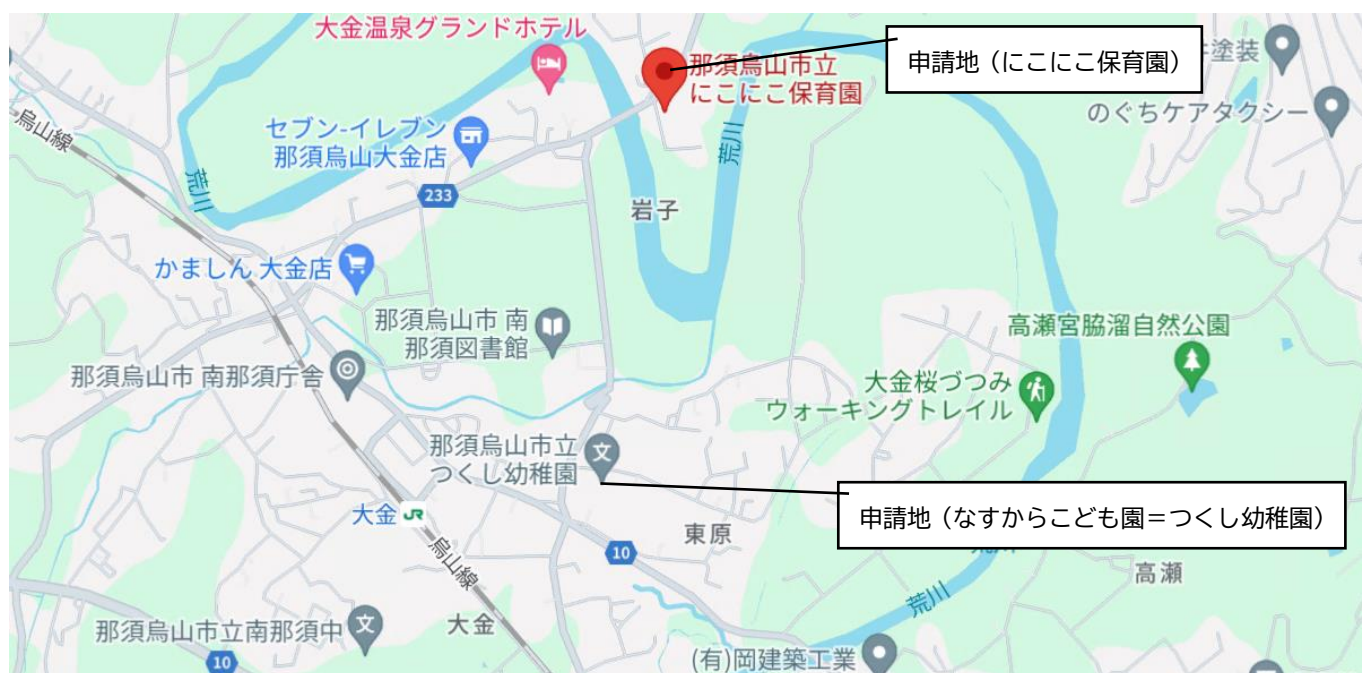 大金温泉グランドホテル
那須烏山市立
にこにこ保育園
申請地（にこにこ保育園）
塗装
のぐちケアタクシー
烏山線
セブン-イレブン
那須烏山大金店
荒川
荒川
233
岩子
かましん 大金店
那須烏山市 南
那須図書館
高瀬宮脇溜自然公園
那須烏山市 南那須庁舎
大金桜づつみ
ウォーキングトレイル
那須烏山市立
つくし幼稚園
申請地（なすからこども園＝つくし幼稚園）
大金
JR
東原
烏山線
10
高瀬
荒川
那須烏山市立南那須中
大金
10
(有)岡建築工業